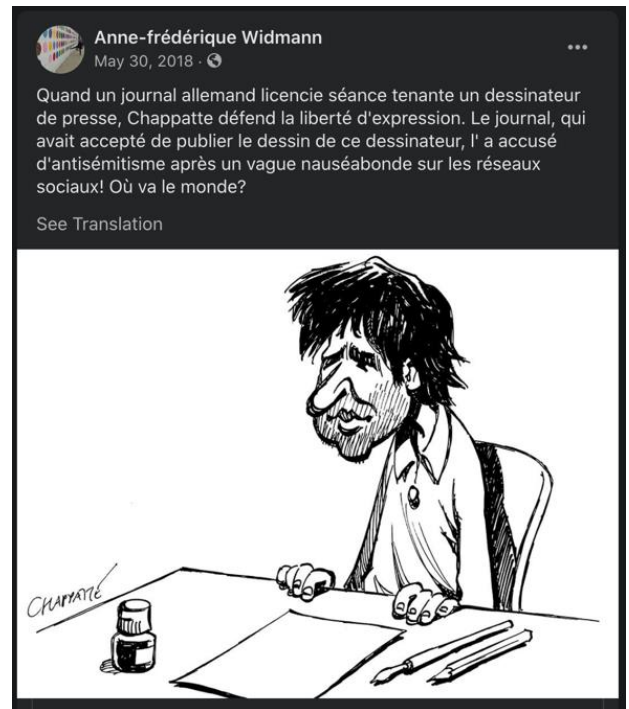 Anne-frédérique Widmann
May 30, 2018 ·
Quand un journal allemand licencie séance tenante un dessinateur
de presse, Chappatte défend la liberté d'expression. Le journal, qui
avait accepté de publier le dessin de ce dessinateur, l' a accusé
d'antisémitisme après un vague nauséabonde sur les réseaux
sociaux! Où va le monde?
See Translation
CHAPPATTE